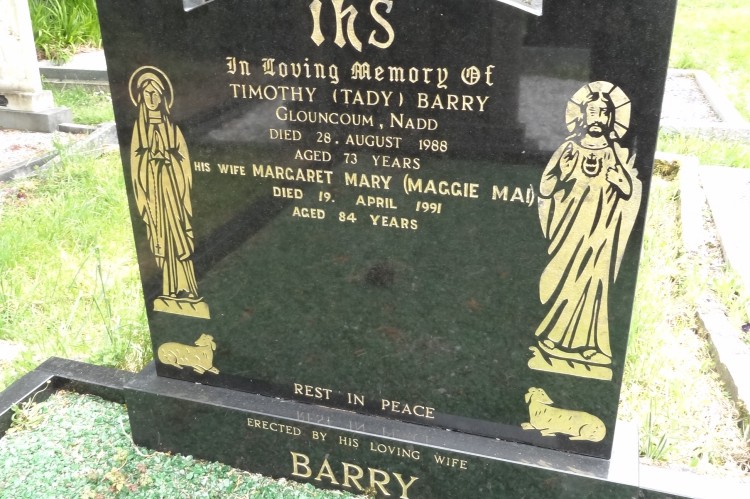 IHS
In Loving Memory Of
TIMOTHY (TADY) BARRY
GLOUNCOUM, NADD
DIED 28. AUGUST 1988
AGED 73 YEARS
HIS WIFE MARGARET MARY (MAGGIE MAI)
DIED 19. APRIL 1991
AGED 84 YEARS
REST IN PEACE
ERECTED BY HIS LOVING WIFE
BARRY